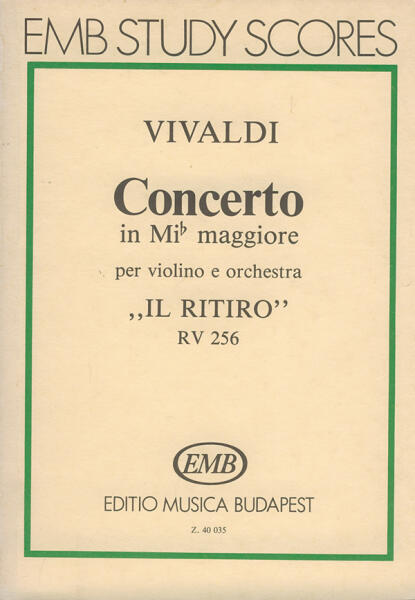 EMB STUDY SCORES
VIVALDI
Concerto
in Mi♭ maggiore
per violino e orchestra
„IL RITIRO”
RV 256
EMB
EDITIO MUSICA BUDAPEST
Z. 40 035